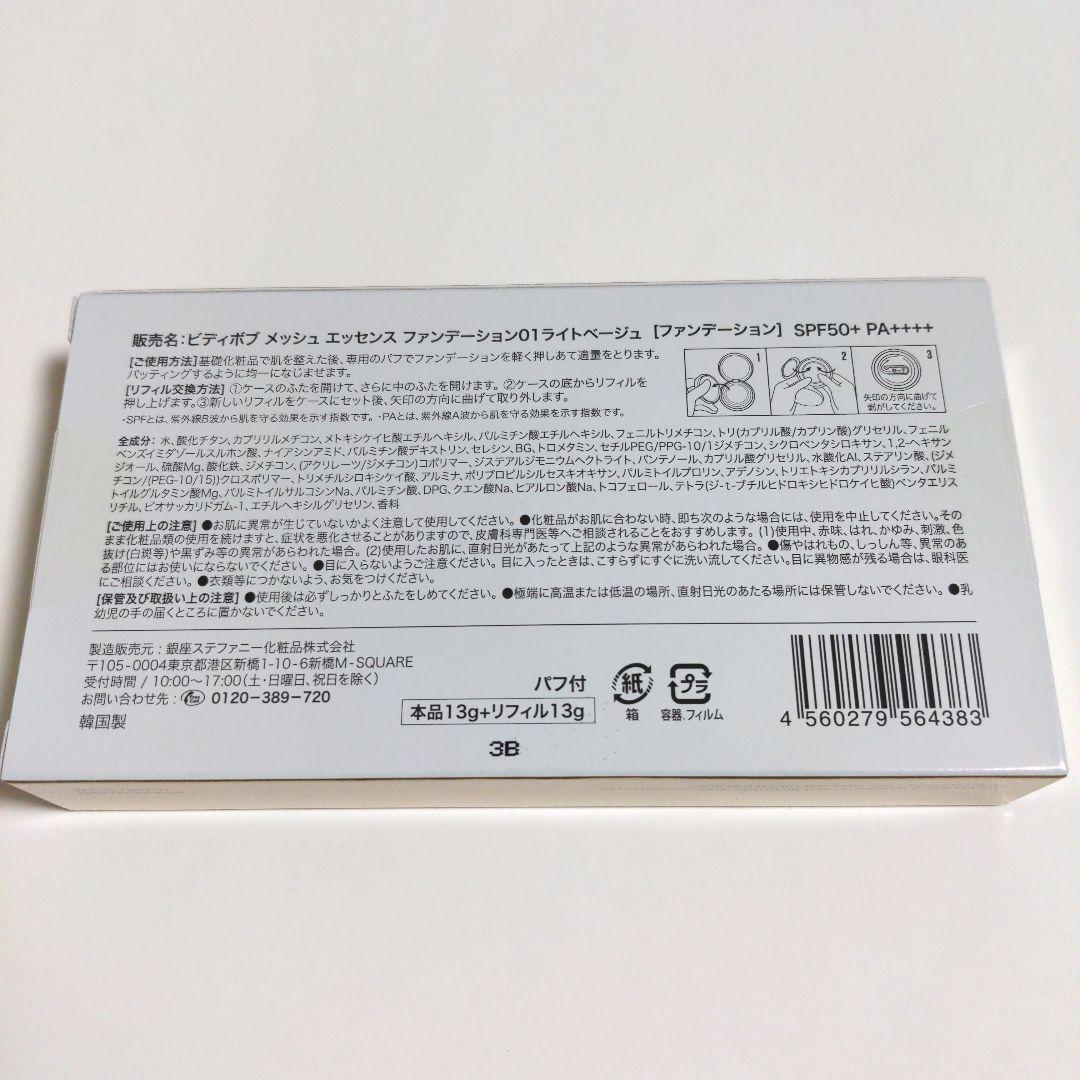 販売名：ビディボブ メッシュ エッセンス ファンデーション01ライトベージュ [ファンデーション] SPF50+ PA++++
[ご使用方法]基礎化粧品で肌を整えた後、専用のパフでファンデーションを軽く押しあて適量をとります。
パッティングするように均一になじませます。
[リフィル交換方法] ①ケースのふたを開けて、さらに中のふたを開けます。②ケースの底からリフィルを
押し上げます。③新しいリフィルをケースにセット後、矢印の方向に曲げて取り外します。
・SPFとは、紫外線B波から肌を守る効果を示す指数です。・PAとは、紫外線A波から肌を守る効果を示す指数です。
1
2
3
矢印の方向に曲げて
剥がしてください。
全成分：水、酸化チタン、カプリリルメチコン、メトキシケイヒ酸エチルヘキシル、パルミチン酸エチルヘキシル、フェニルトリメチコン、トリ(カプリル酸/カプリン酸)グリセリル、フェニル
ベンズイミダゾールスルホン酸、ナイアシンアミド、パルミチン酸デキストリン、セレシン、BG、トロメタミン、セチルPEG/PPG-10/1ジメチコン、シクロペンタシロキサン、1,2-ヘキサン
ジオール、硫酸Mg、酸化鉄、ジメチコン、(アクリレーツ/ジメチコン)コポリマー、ジステアルジモニウムヘクトライト、パンテノール、カプリル酸グリセリル、水酸化Al、ステアリン酸、(ジメ
チコン/(PEG-10/15))クロスポリマー、トリメチルシロキシケイ酸、アルミナ、ポリプロピルシルセスキオキサン、パルミトイルプロリン、アデノシン、トリエトキシカプリリルシラン、パルミ
トイルグルタミン酸Mg、パルミトイルサルコシンNa、パルミチン酸、DPG、クエン酸Na、ヒアルロン酸Na、トコフェロール、テトラ(ジ-t-ブチルヒドロキシヒドロケイヒ酸)ペンタエリス
リチル、ビオサッカリドガム-1、エチルヘキシルグリセリン、香料
[ご使用上の注意] ●お肌に異常が生じていないかよく注意して使用してください。●化粧品がお肌に合わない時、即ち次のような場合には、使用を中止してください。その
まま化粧品類の使用を続けますと、症状を悪化させることがありますので、皮膚科専門医等へご相談されることをおすすめします。(1)使用中、赤味、はれ、かゆみ、刺激、色
抜け(白斑等)や黒ずみ等の異常があらわれた場合。(2)使用したお肌に、直射日光があたって上記のような異常があらわれた場合。●傷やはれもの、しっしん等、異常のあ
る部位にはお使いにならないでください。●目に入らないようご注意ください。目に入ったときは、こすらずにすぐに洗い流してください。目に異物感が残る場合は、眼科医
にご相談ください。●衣類等につかないよう、お気をつけください。
[保管及び取扱い上の注意] ●使用後は必ずしっかりとふたをしめてください。●極端に高温または低温の場所、直射日光のあたる場所には保管しないでください。●乳
幼児の手の届くところに置かないでください。
製造販売元：銀座ステファニー化粧品株式会社
〒105-0004東京都港区新橋1-10-6新橋M-SQUARE
受付時間 / 10:00〜17:00(土・日曜日、祝日を除く)
お問い合わせ先： 0120-389-720
韓国製
パフ付
本品13g+リフィル13g
紙
箱
プラ
容器、フィルム
4 560279 564383
3B